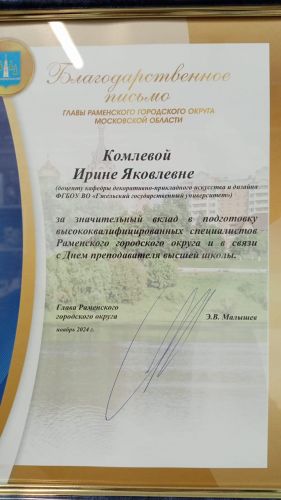 Благодарственное
письмо
ГЛАВЫ РАМЕНСКОГО ГОРОДСКОГО ОКРУГА
МОСКОВСКОЙ ОБЛАСТИ
Комлевой
Ирине Яковлевне
(доценту кафедры декоративно-прикладного искусства и дизайна
ФГБОУ ВО «Гжельский государственный университет»)
за значительный вклад в подготовку
высококвалифицированных специалистов
Раменского городского округа и в связи
с Днем преподавателя высшей школы.
Глава Раменского
городского округа
Э.В. Малышев
ноябрь 2024 г.